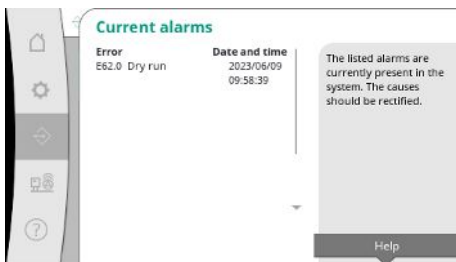 Current alarms
Error Date and time
E62.0 Dry run 2023/06/09
09:58:39
The listed alarms are
currently present in the
system. The causes
should be rectified.
Help